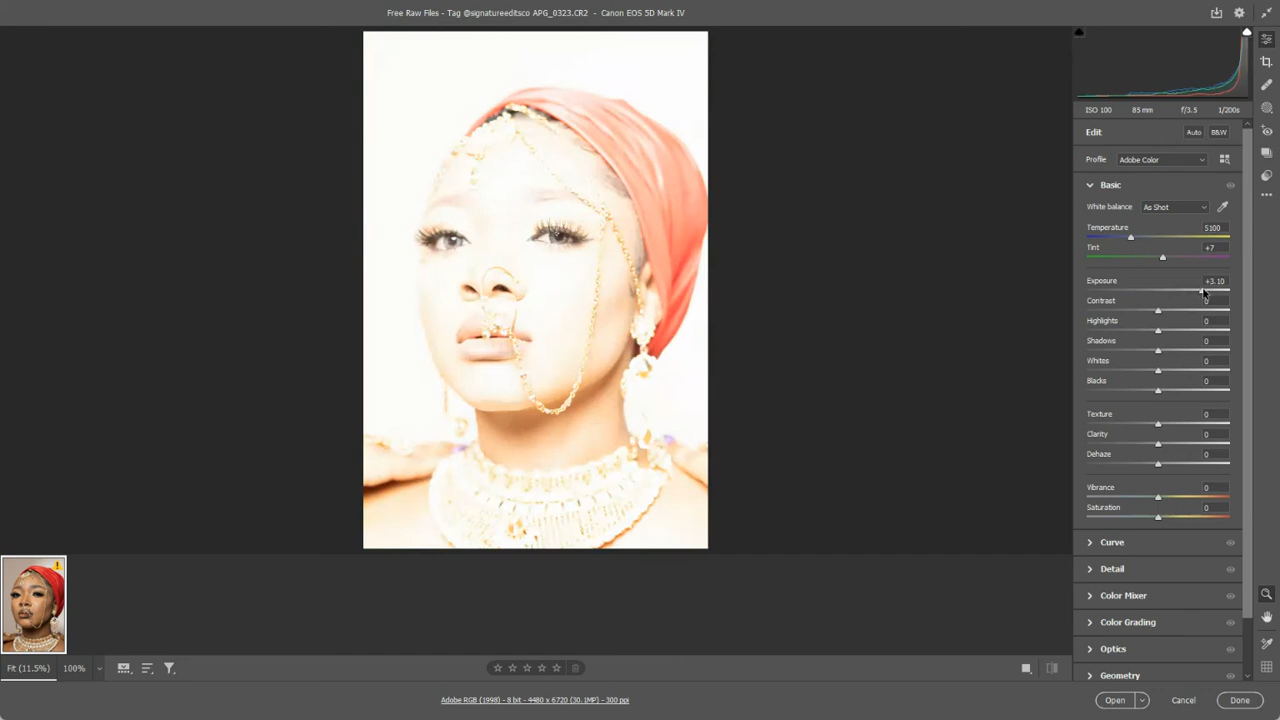 Free Raw Files - Tag @signatureeditsco APG_0323.CR2 - Canon EOS 5D Mark IV
ISO 100 85 mm f/3.5 1/200s
Edit Auto B&W
Profile Adobe Color
Basic
White balance As Shot
Temperature 5100
Tint +7
Exposure +3.10
Contrast 0
Highlights 0
Shadows 0
Whites 0
Blacks 0
Texture 0
Clarity 0
Dehaze 0
Vibrance 0
Saturation 0
Curve
Detail
Color Mixer
Color Grading
Optics
Geometry
Fit (11.5%) 100%
Adobe RGB (1998) - 8 bit - 4480 x 6720 (30.1MP) - 300 ppi
Open Cancel Done